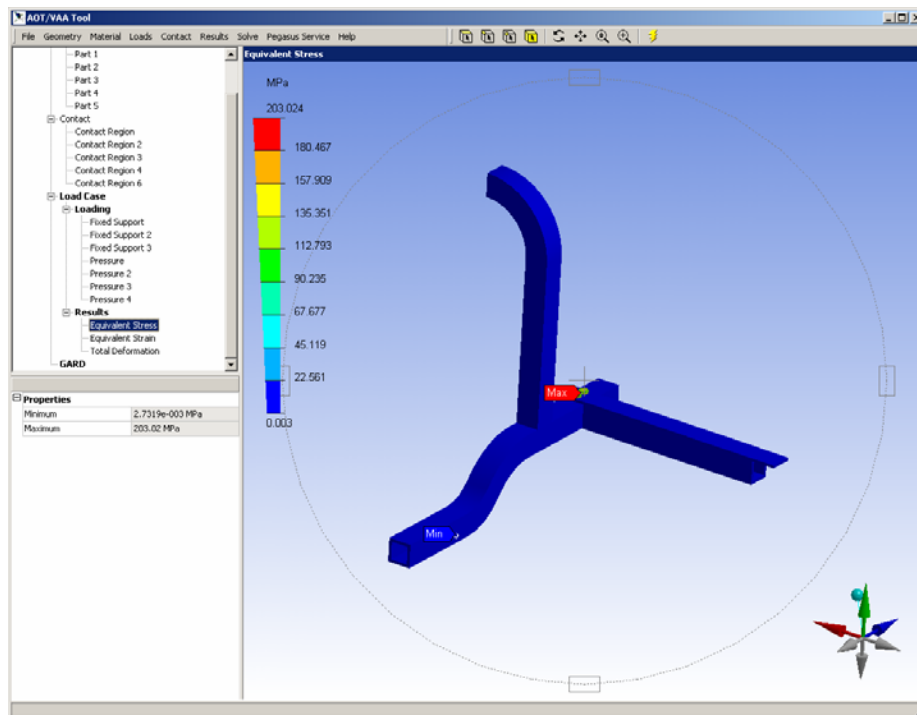 AOT/VAA Tool
File Geometry Material Loads Contact Results Solve Pegasus Service Help
Part 1
Part 2
Part 3
Part 4
Part 5
Contact
Contact Region
Contact Region 2
Contact Region 3
Contact Region 4
Contact Region 6
Load Case
Loading
Fixed Support
Fixed Support 2
Fixed Support 3
Pressure
Pressure 2
Pressure 3
Pressure 4
Results
Equivalent Stress
Equivalent Strain
Total Deformation
GARD
Properties
Minimum 2.7319e-003 MPa
Maximum 203.02 MPa
Equivalent Stress
MPa
203.024
180.467
157.909
135.351
112.793
90.235
67.677
45.119
22.561
0.003
Max
Min